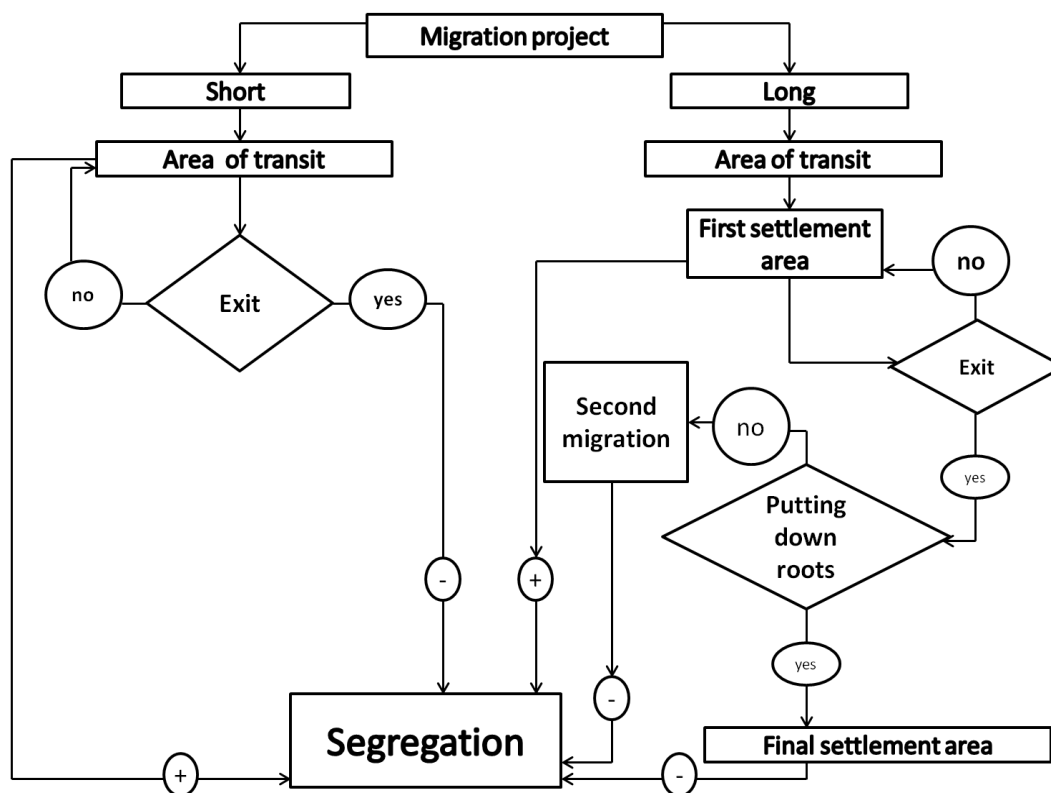 Migration project
Short
Long
Area of transit
Area of transit
First settlement
area
no
Exit
yes
no
Exit
Second
migration
no
yes
Putting
down
roots
-
+
yes
-
Segregation
Final settlement area
+
-